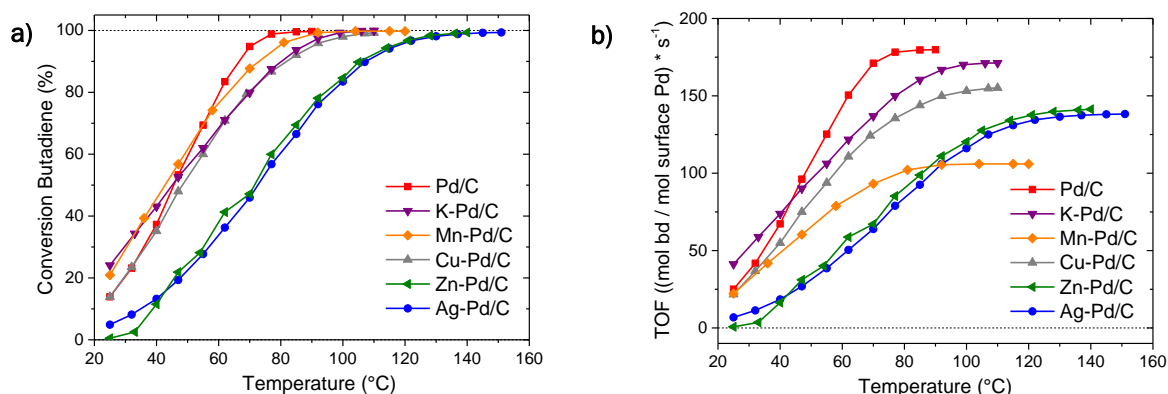 a)
Conversion Butadiene (%)
100
80
60
40
20
0
Pd/C
K-Pd/C
Mn-Pd/C
Cu-Pd/C
Zn-Pd/C
Ag-Pd/C
20 40 60 80 100 120 140 160
Temperature (°C)
b)
TOF ((mol bd / mol surface Pd) * s⁻¹)
200
150
100
50
0
Pd/C
K-Pd/C
Mn-Pd/C
Cu-Pd/C
Zn-Pd/C
Ag-Pd/C
20 40 60 80 100 120 140 160
Temperature (°C)